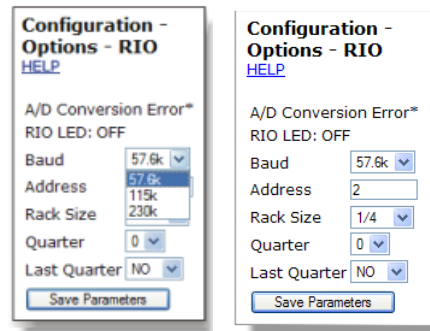 Configuration -
Options - RIO
HELP
A/D Conversion Error*
RIO LED: OFF
Baud 57.6k
57.6k
115k
230k
Address
Rack Size
Quarter 0
Last Quarter NO
Save Parameters
Configuration -
Options - RIO
HELP
A/D Conversion Error*
RIO LED: OFF
Baud 57.6k
Address 2
Rack Size 1/4
Quarter 0
Last Quarter NO
Save Parameters